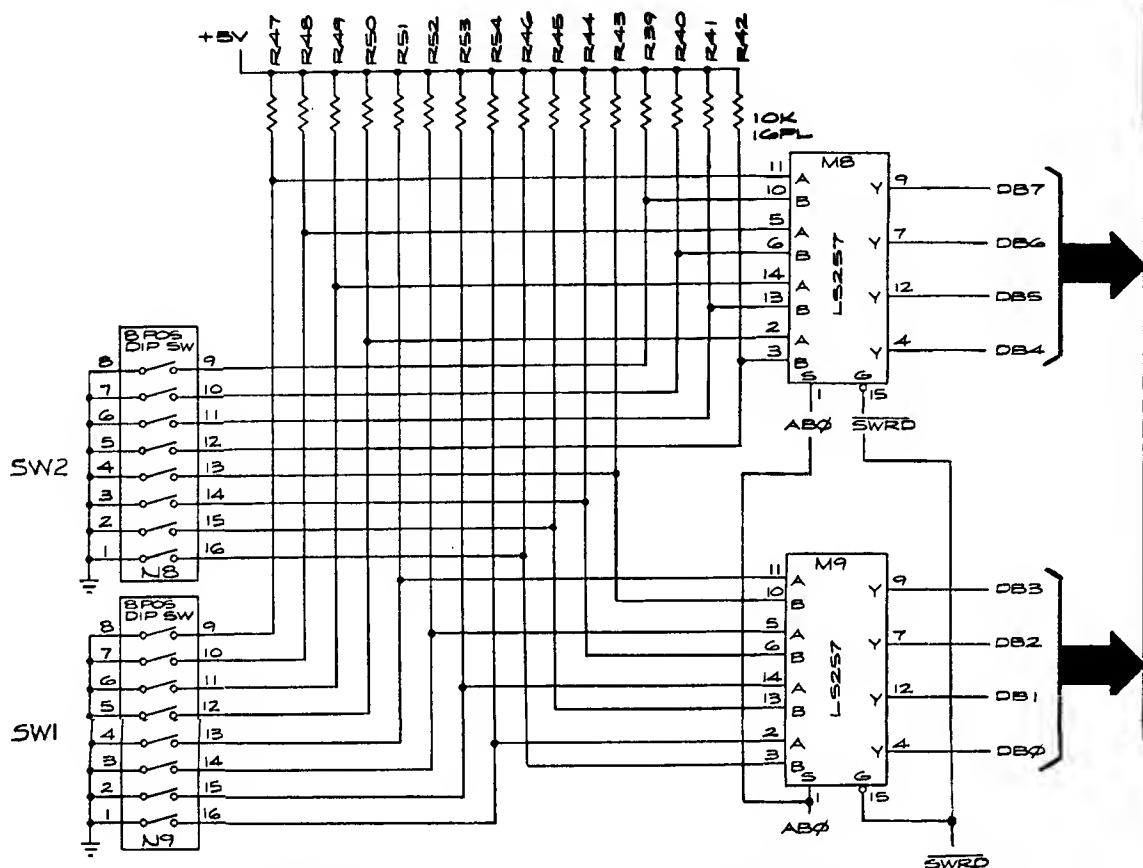 +5V
R47
R48
R49
R50
R51
R52
R53
R54
R46
R45
R44
R43
R39
R40
R41
R42
10K
16PL
M8
11 A
10 B
5 A
6 B
14 A
13 B
2 A
3 B
LS257
Y 9 DB7
Y 7 DB6
Y 12 DB5
Y 4 DB4
S G
1 15
ABØ SWRD
SW2
8 POS
DIP SW
8 9
7 10
6 11
5 12
4 13
3 14
2 15
1 16
N8
SW1
8 POS
DIP SW
8 9
7 10
6 11
5 12
4 13
3 14
2 15
1 16
N9
M9
11 A
10 B
5 A
6 B
14 A
13 B
2 A
3 B
LS257
Y 9 DB3
Y 7 DB2
Y 12 DB1
Y 4 DBØ
S G
1 15
ABØ
SWRD